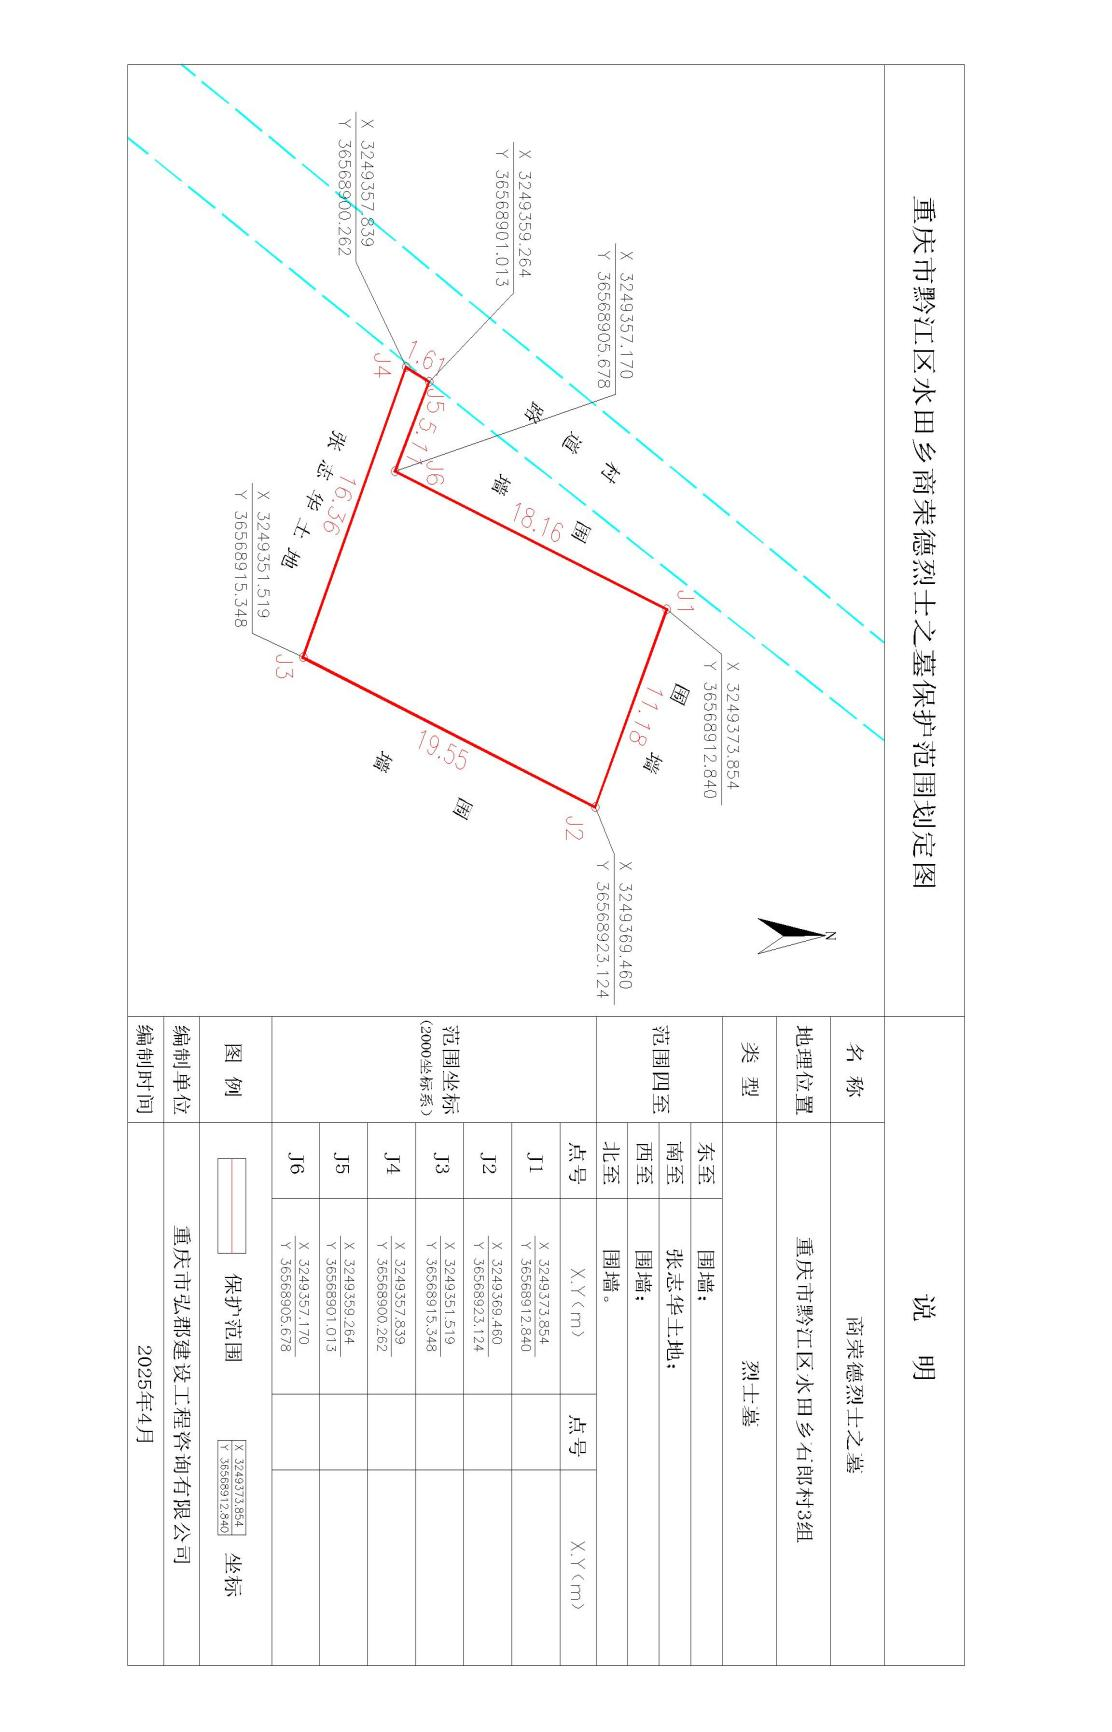 重庆市黔江区水田乡商荣德烈士之墓保护范围划定图
N
X 3249357.839
Y 36568900.262
X 3249359.264
Y 36568901.013
X 3249357.170
Y 36568905.678
X 3249373.854
Y 36568912.840
X 3249369.460
Y 36568923.124
X 3249351.519
Y 36568915.348
J1
J2
J3
J4
J5
J6
1.61
5.11
18.16
11.18
19.55
16.36
村道路
围墙
围墙
围墙
张志华土地
说 明
名 称 商荣德烈士之墓
地理位置 重庆市黔江区水田乡石郎村3组
类 型 烈士墓
范围四至
东至 围墙；
南至 张志华土地；
西至 围墙；
北至 围墙。
范围坐标
(2000坐标系)
点号 X.Y(m) 点号 X.Y(m)
J1 X 3249373.854
Y 36568912.840
J2 X 3249369.460
Y 36568923.124
J3 X 3249351.519
Y 36568915.348
J4 X 3249357.839
Y 36568900.262
J5 X 3249359.264
Y 36568901.013
J6 X 3249357.170
Y 36568905.678
图 例 保护范围
X 3249373.854
Y 36568912.840
坐标
编制单位 重庆市弘郡建设工程咨询有限公司
编制时间 2025年4月